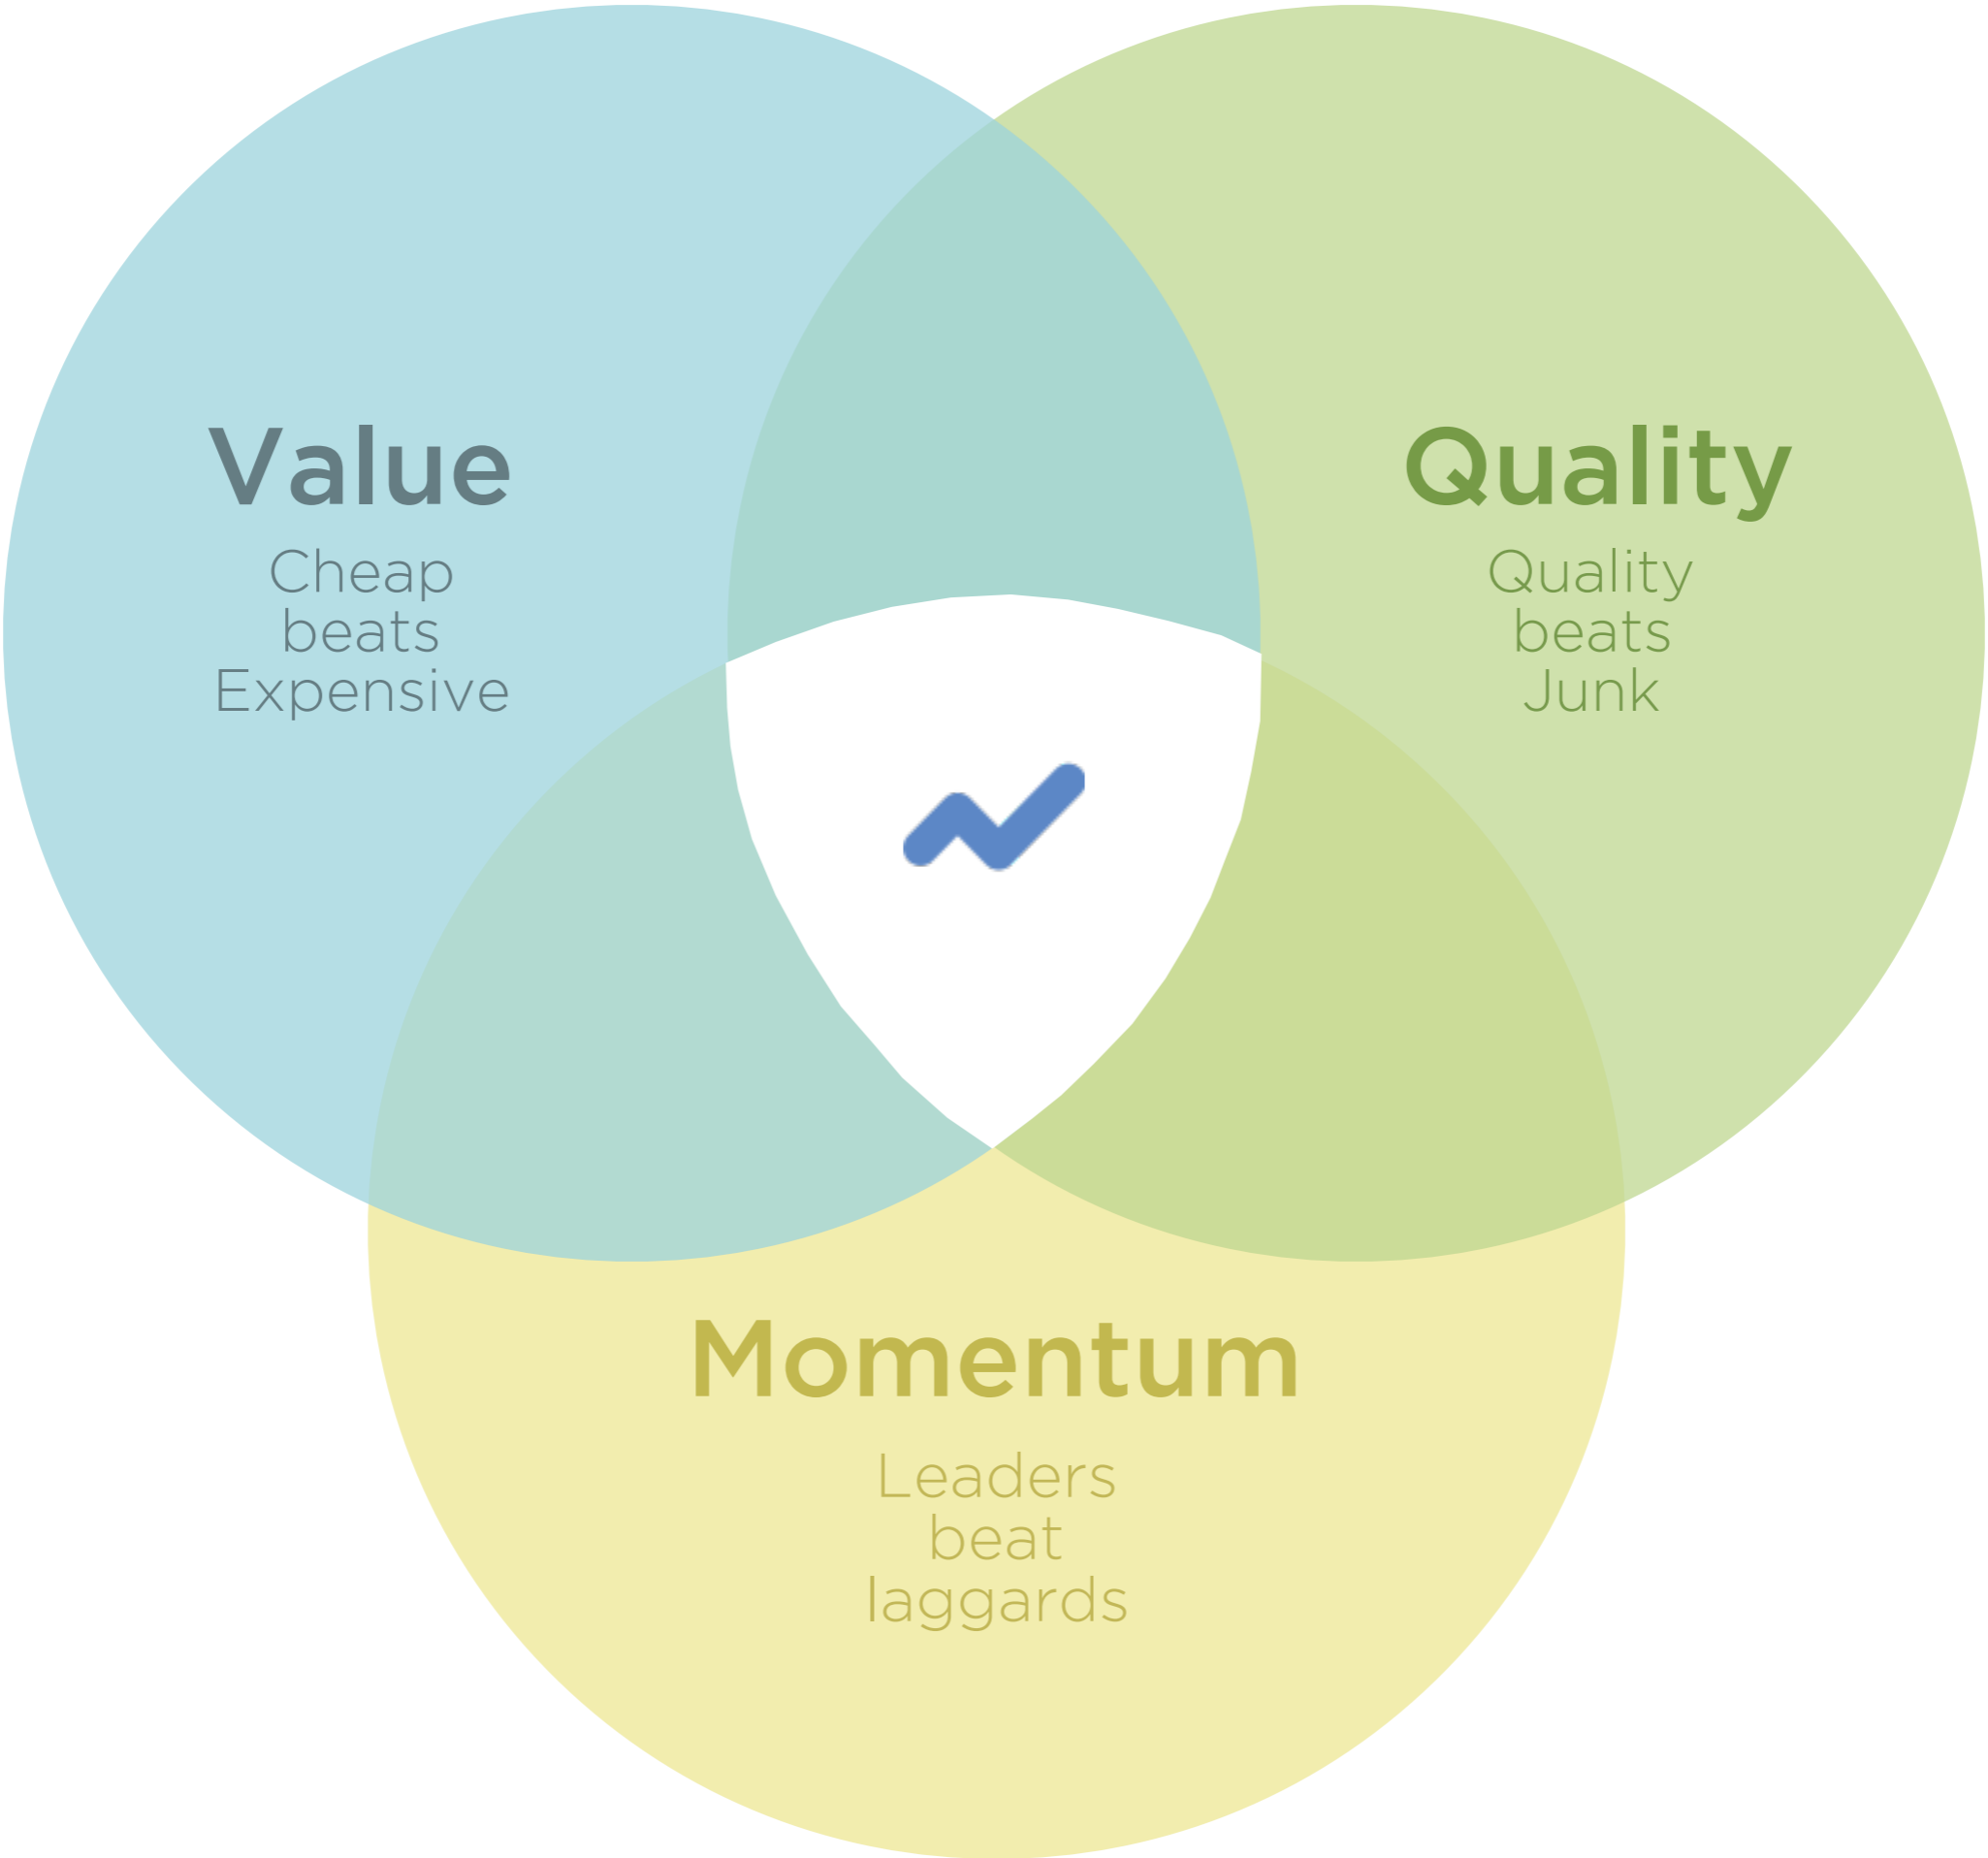 Value
Cheap
beats
Expensive
Quality
Quality
beats
Junk
Momentum
Leaders
beat
laggards